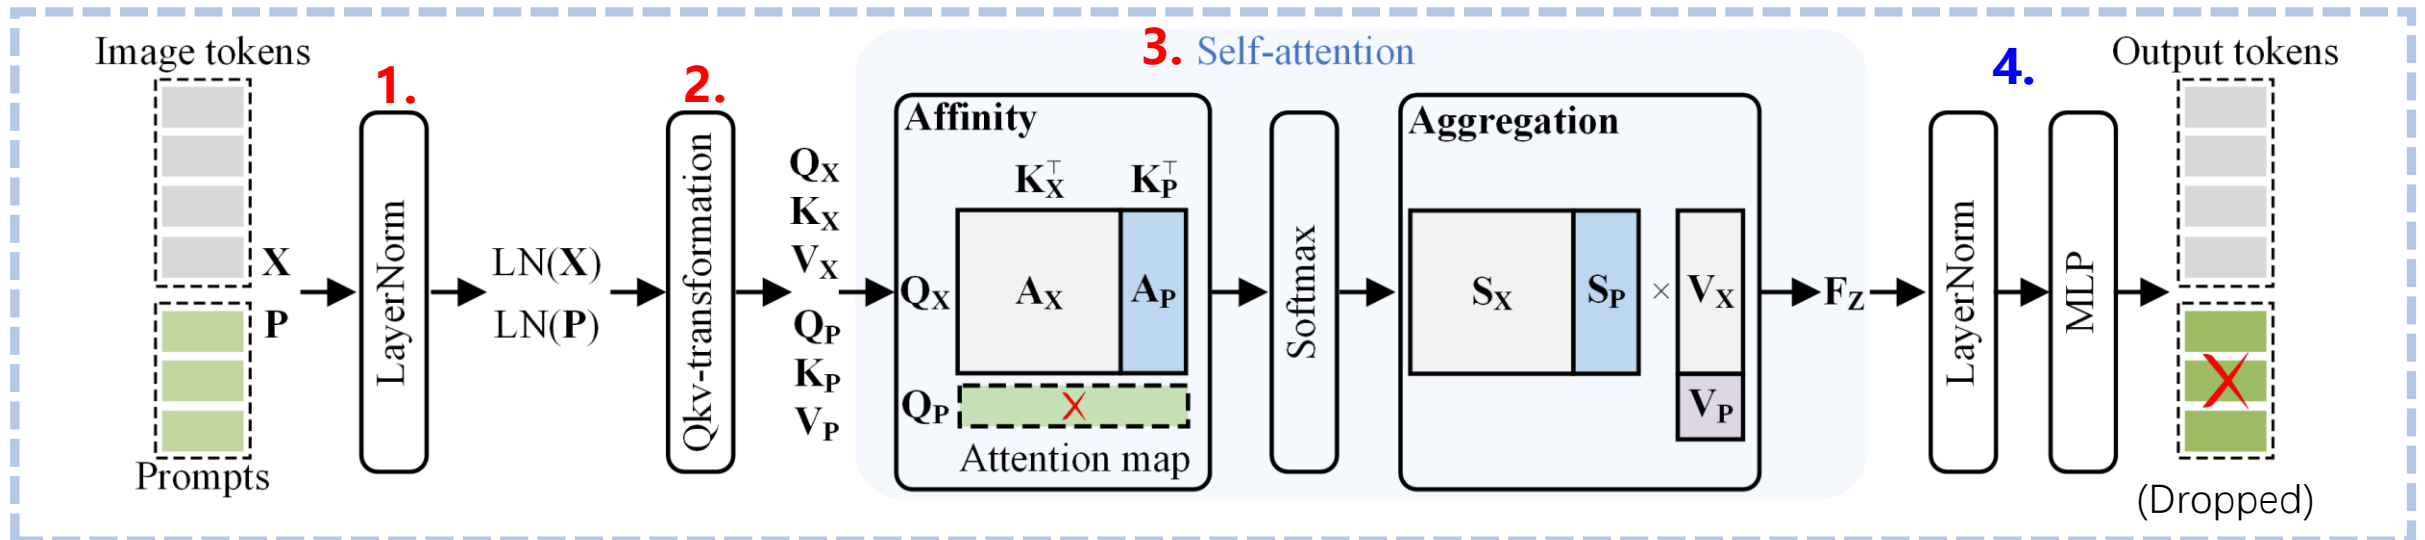 Image tokens
X
P
Prompts
1.
LayerNorm
LN(X)
LN(P)
2.
Qkv-transformation
Q_X
K_X
V_X
Q_P
K_P
V_P
3. Self-attention
Affinity
K_X^⊤ K_P^⊤
Q_X A_X A_P
Q_P X
Attention map
Softmax
Aggregation
S_X S_P × V_X
V_P
F_Z
4.
LayerNorm
MLP
Output tokens
(Dropped)